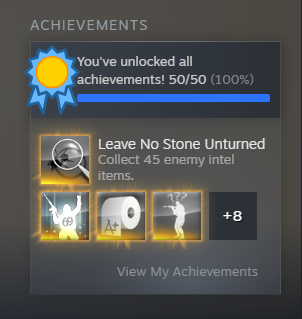 ACHIEVEMENTS
You've unlocked all
achievements! 50/50 (100%)
Leave No Stone Unturned
Collect 45 enemy intel
items.
69
A++
+8
View My Achievements